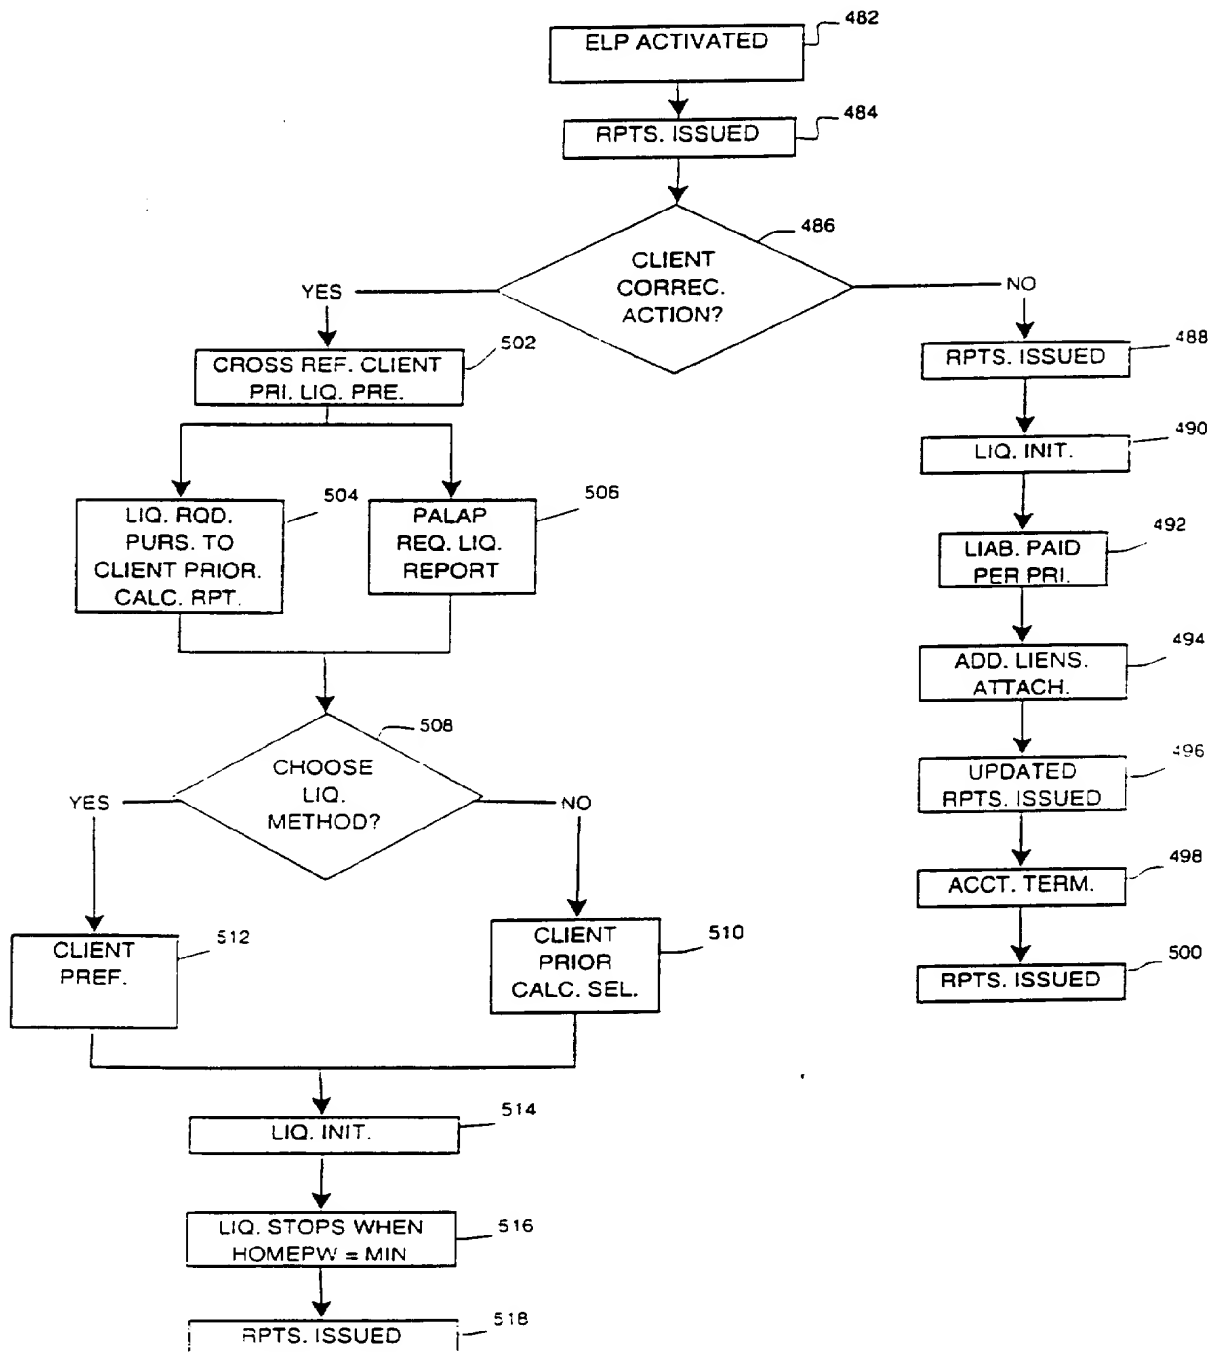 482
ELP ACTIVATED
484
RPTS. ISSUED
486
CLIENT
CORREC.
ACTION?
YES
NO
502
CROSS REF. CLIENT
PRI. LIQ. PRE.
504
LIQ. RQD.
PURS. TO
CLIENT PRIOR.
CALC. RPT.
506
PALAP
REQ. LIQ.
REPORT
508
CHOOSE
LIQ.
METHOD?
YES
NO
512
CLIENT
PREF.
510
CLIENT
PRIOR
CALC. SEL.
514
LIQ. INIT.
516
LIQ. STOPS WHEN
HOMEPW = MIN
518
RPTS. ISSUED
488
RPTS. ISSUED
490
LIQ. INIT.
492
LIAB. PAID
PER PRI.
494
ADD. LIENS.
ATTACH.
496
UPDATED
RPTS. ISSUED
498
ACCT. TERM.
500
RPTS. ISSUED